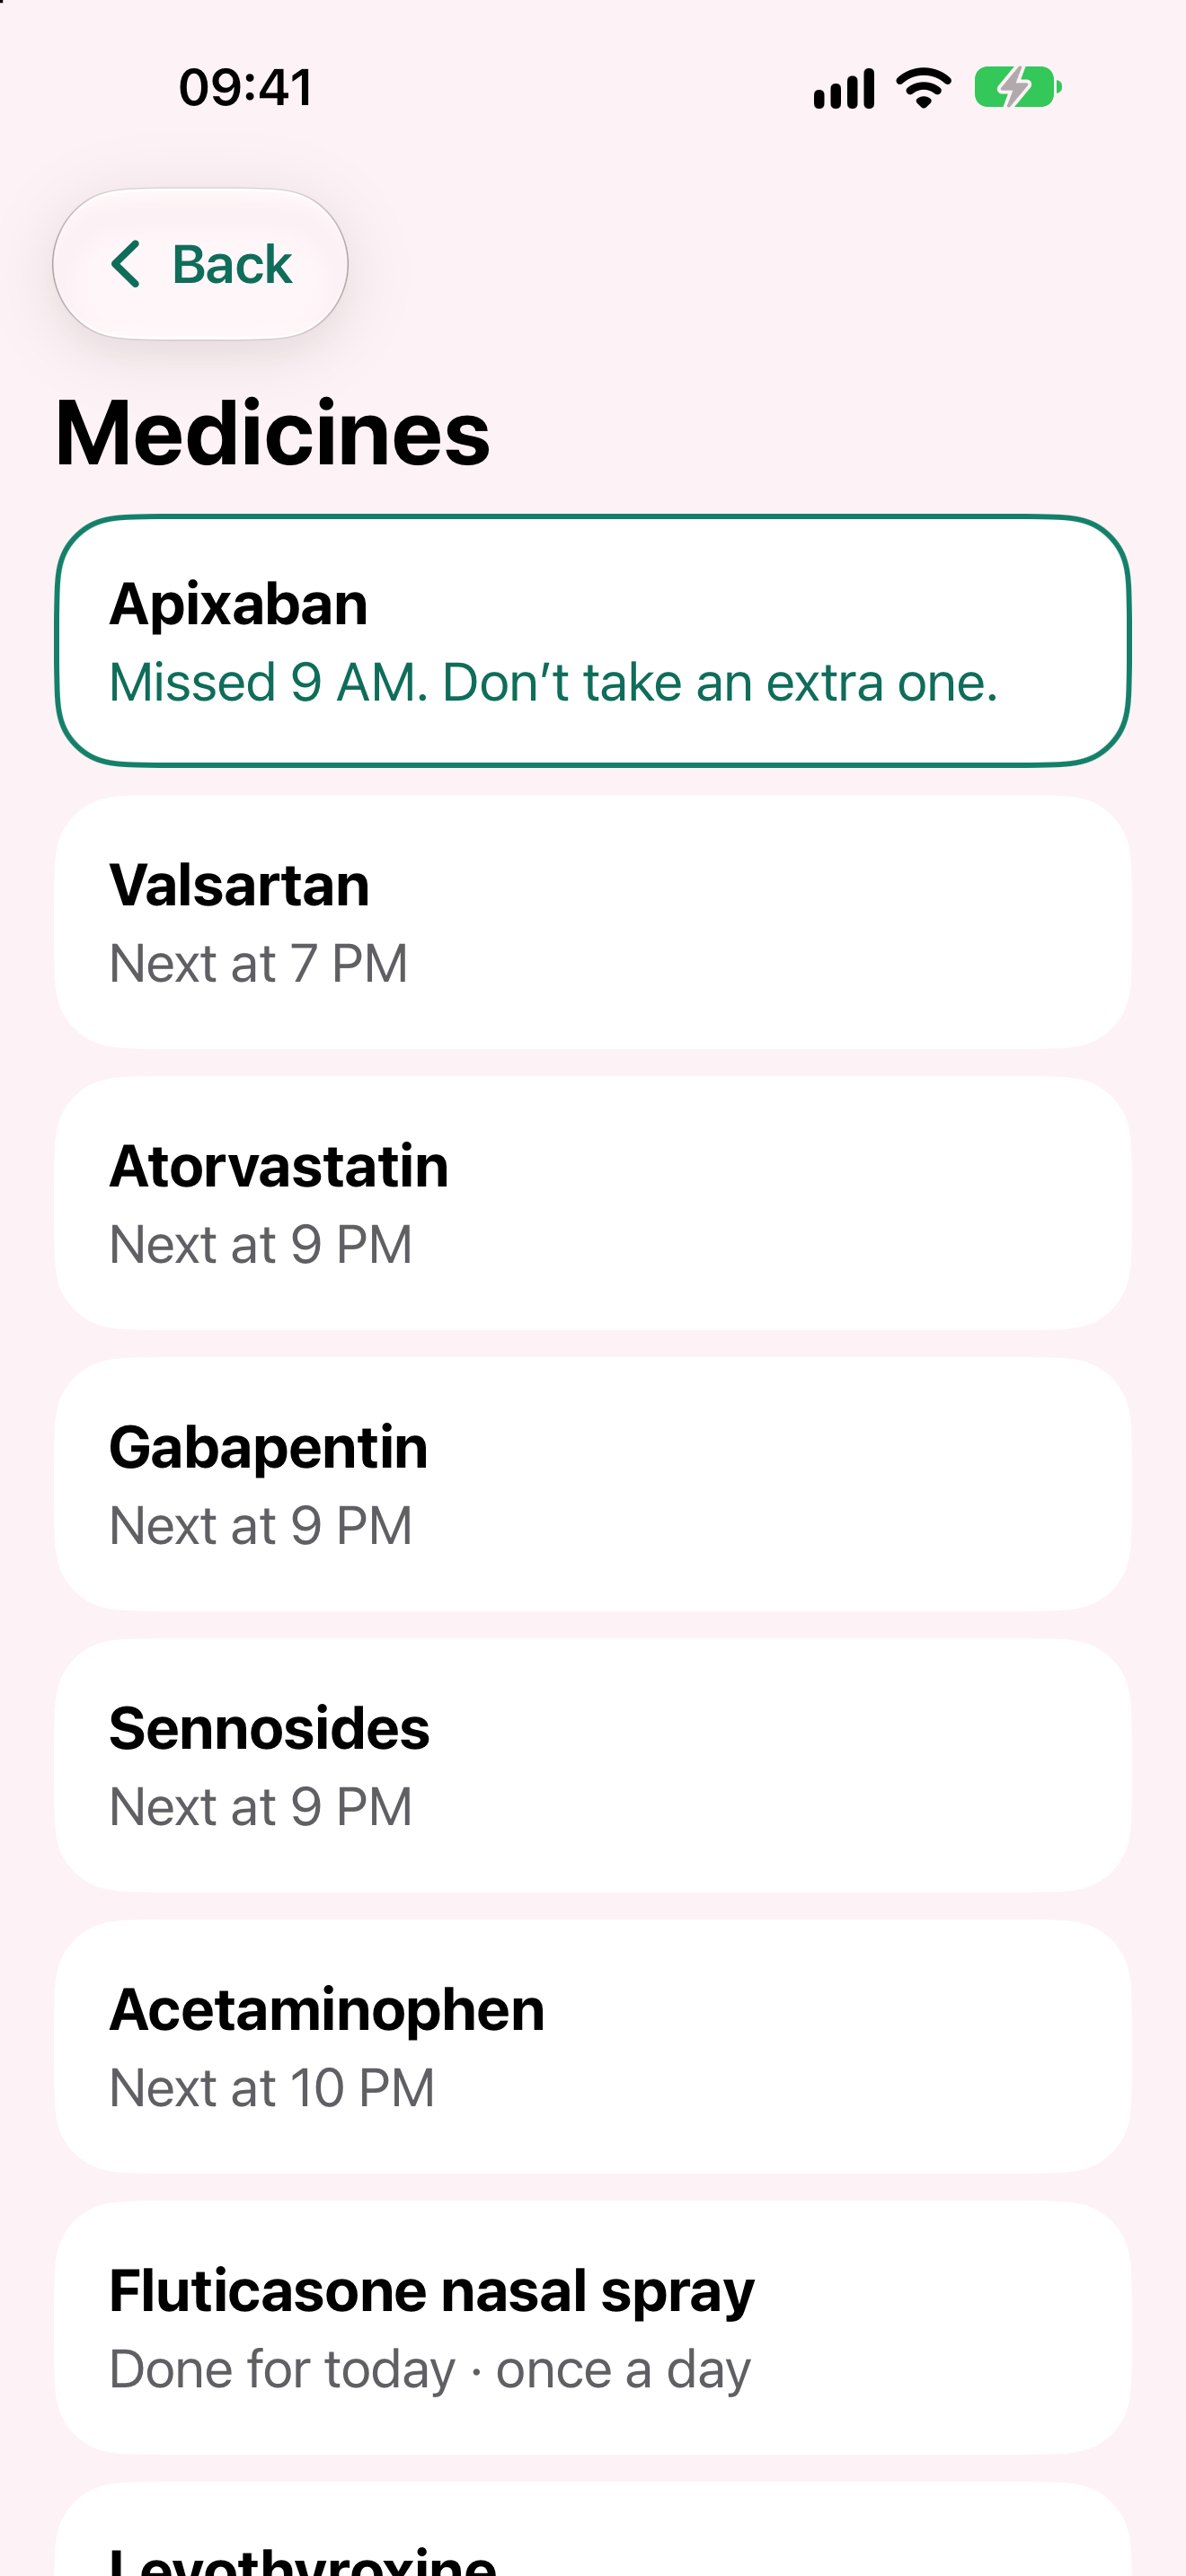 09:41
Back
Medicines
Apixaban
Missed 9 AM. Don’t take an extra one.
Valsartan
Next at 7 PM
Atorvastatin
Next at 9 PM
Gabapentin
Next at 9 PM
Sennosides
Next at 9 PM
Acetaminophen
Next at 10 PM
Fluticasone nasal spray
Done for today · once a day
Levothyroxine